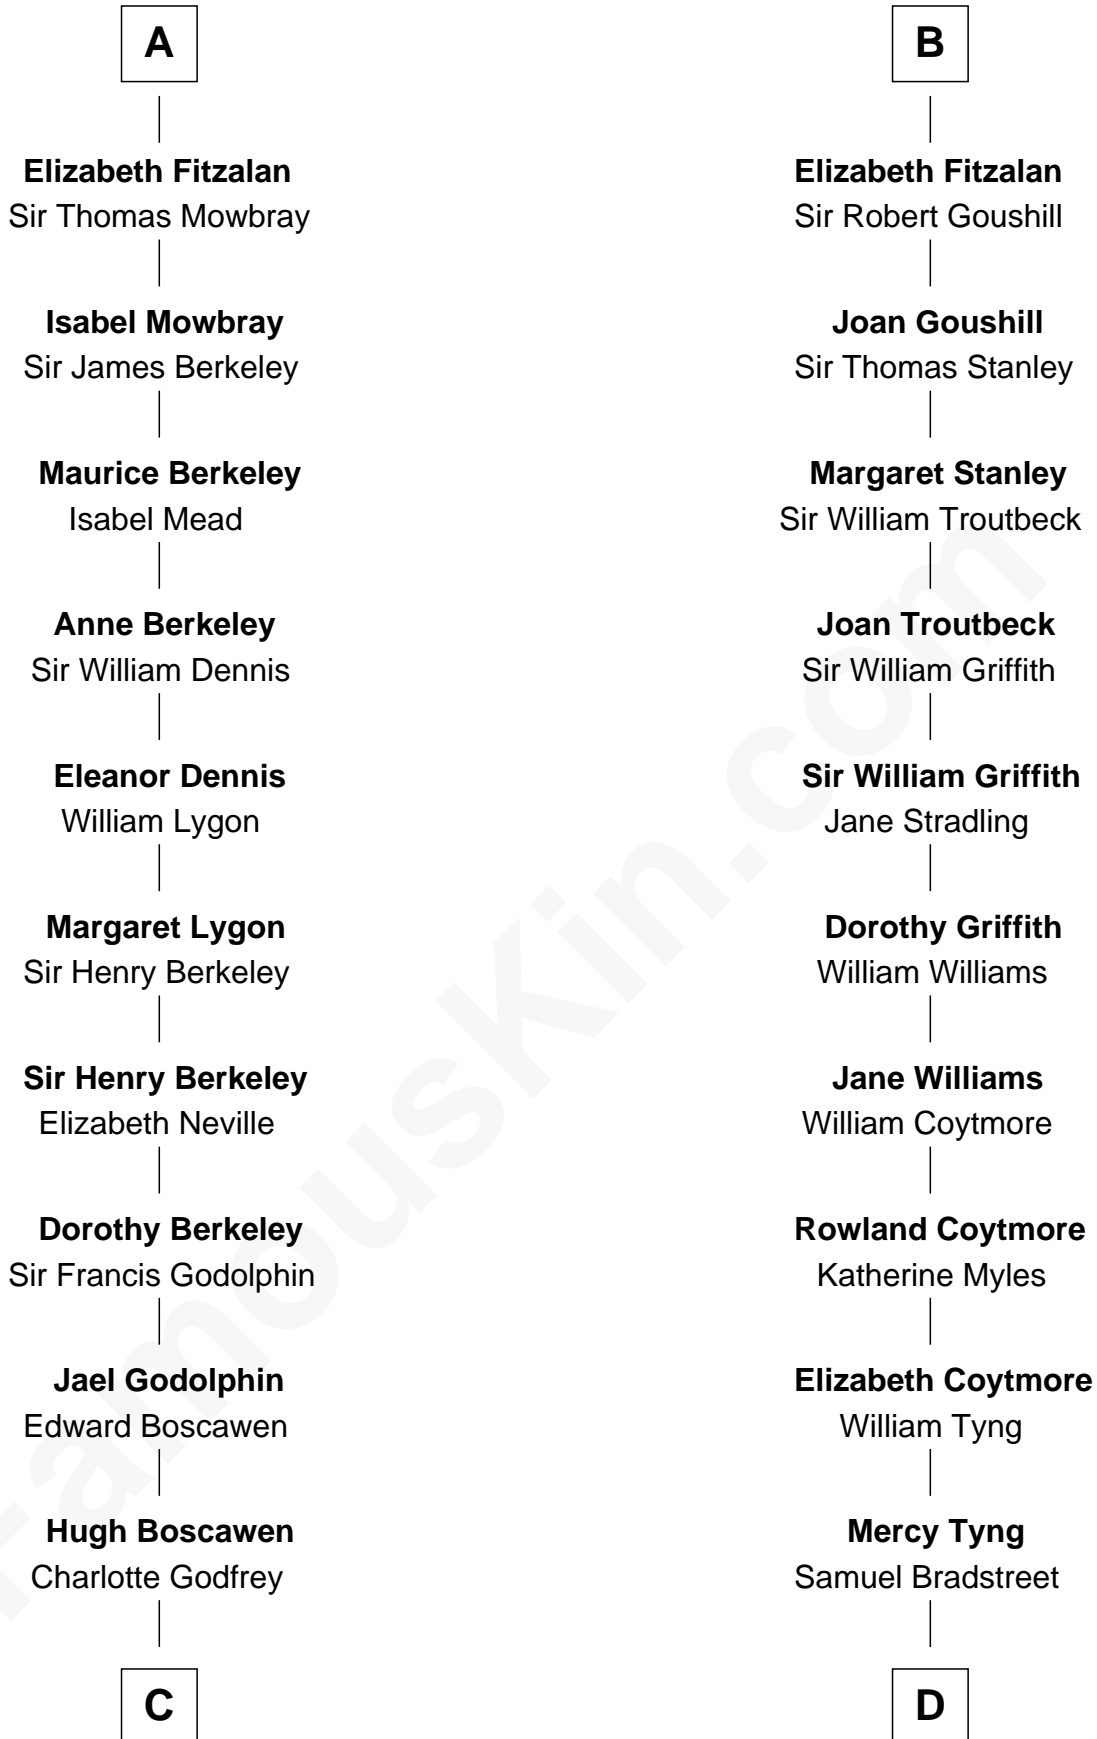 A
Elizabeth Fitzalan
Sir Thomas Mowbray
Isabel Mowbray
Sir James Berkeley
Maurice Berkeley
Isabel Mead
Anne Berkeley
Sir William Dennis
Eleanor Dennis
William Lygon
Margaret Lygon
Sir Henry Berkeley
Sir Henry Berkeley
Elizabeth Neville
Dorothy Berkeley
Sir Francis Godolphin
Jael Godolphin
Edward Boscawen
Hugh Boscawen
Charlotte Godfrey
C
B
Elizabeth Fitzalan
Sir Robert Goushill
Joan Goushill
Sir Thomas Stanley
Margaret Stanley
Sir William Troutbeck
Joan Troutbeck
Sir William Griffith
Sir William Griffith
Jane Stradling
Dorothy Griffith
William Williams
Jane Williams
William Coytmore
Rowland Coytmore
Katherine Myles
Elizabeth Coytmore
William Tyng
Mercy Tyng
Samuel Bradstreet
D
FamousKin.com